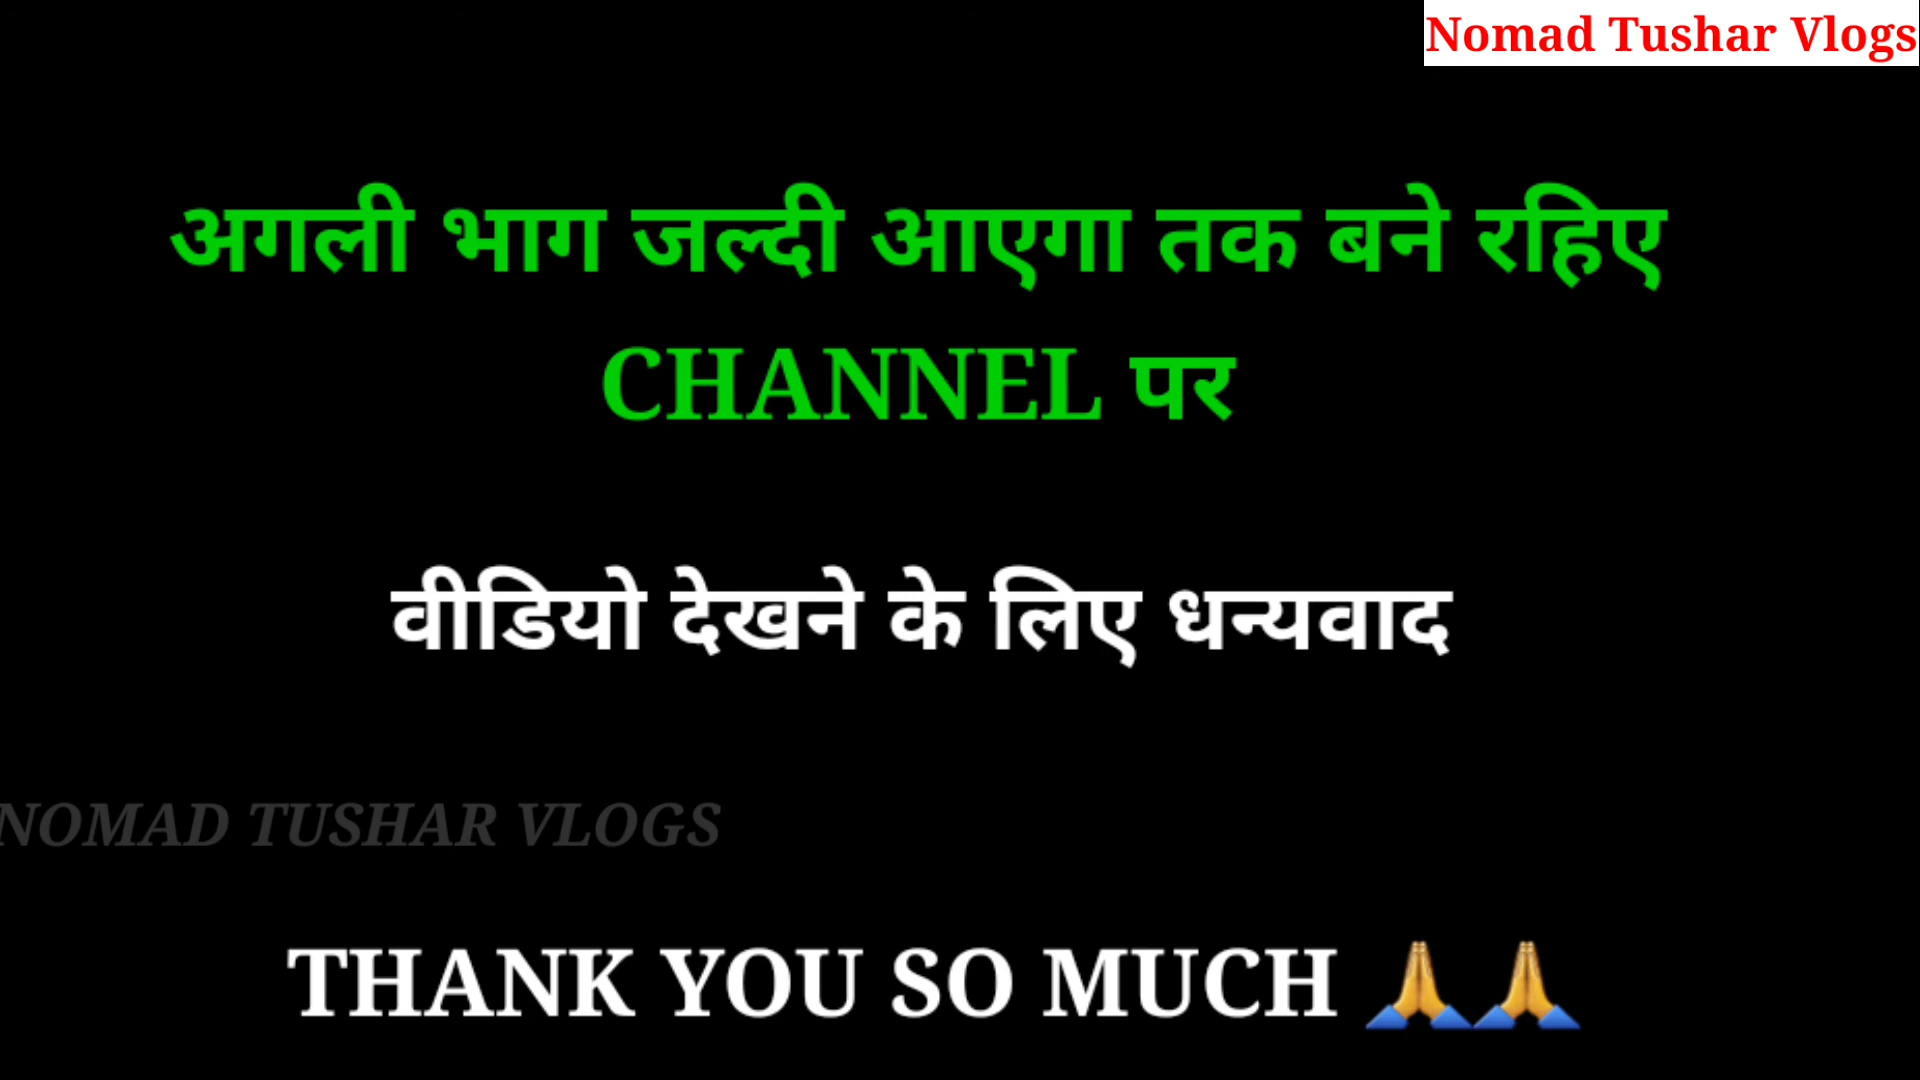 Nomad Tushar Vlogs
अगली भाग जल्दी आएगा तक बने रहिए
CHANNEL पर
वीडियो देखने के लिए धन्यवाद
NOMAD TUSHAR VLOGS
THANK YOU SO MUCH 🙏🙏